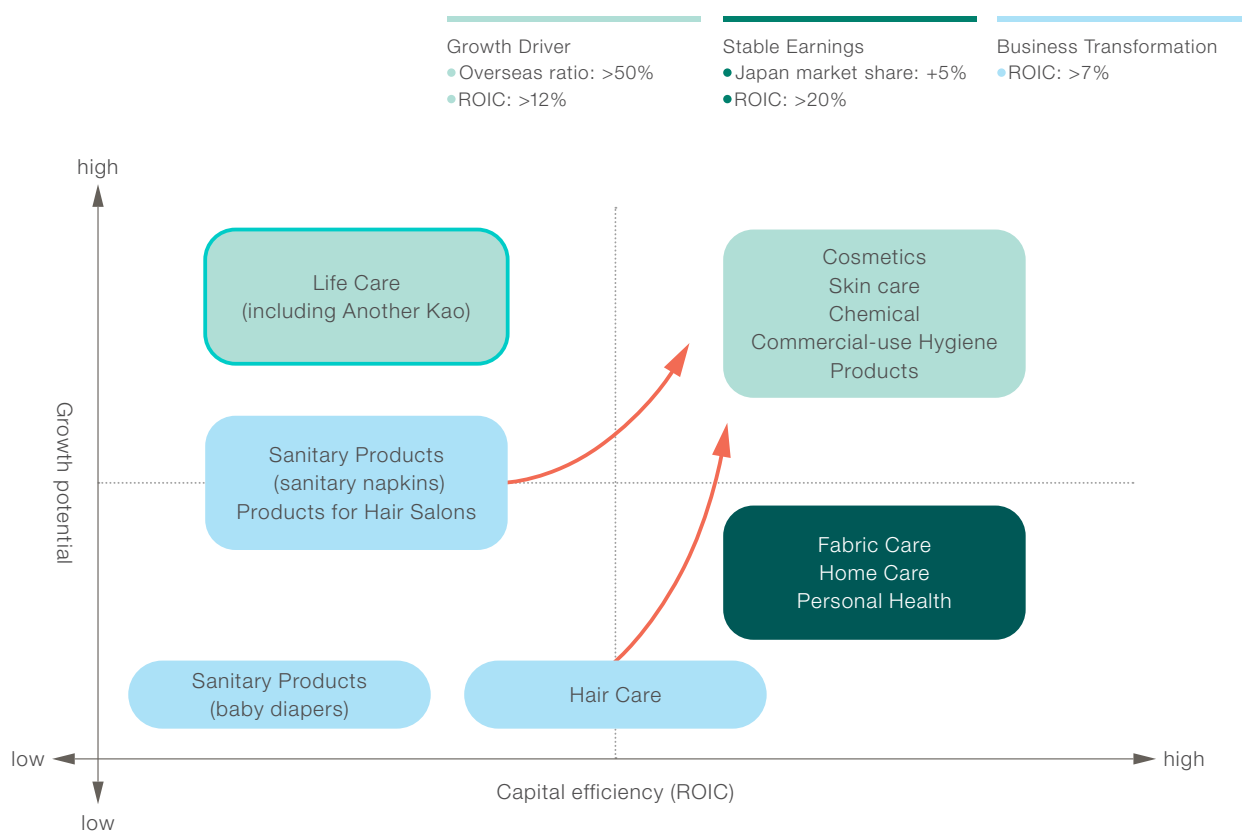 Growth Driver
● Overseas ratio: >50%
● ROIC: >12%
Stable Earnings
● Japan market share: +5%
● ROIC: >20%
Business Transformation
● ROIC: >7%
high
Life Care
(including Another Kao)
Cosmetics
Skin care
Chemical
Commercial-use Hygiene
Products
Growth potential
Sanitary Products
(sanitary napkins)
Products for Hair Salons
Fabric Care
Home Care
Personal Health
Sanitary Products
(baby diapers)
Hair Care
low
high
Capital efficiency (ROIC)
low